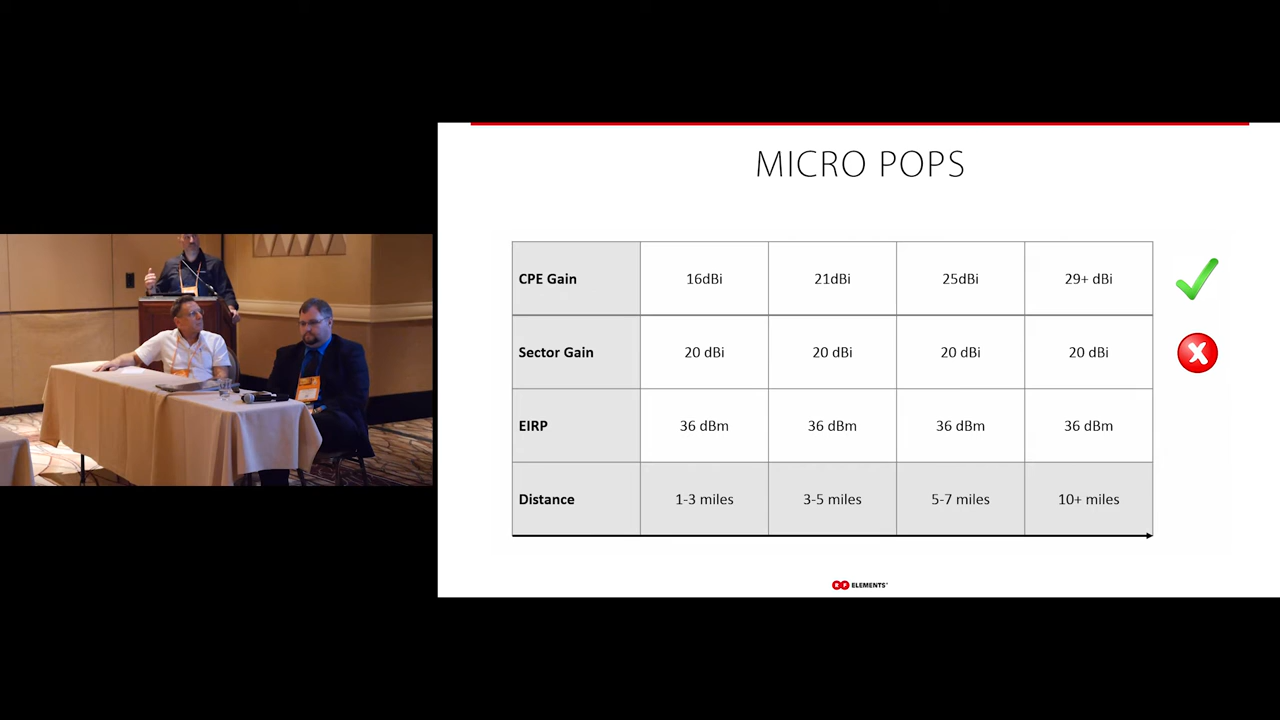 MICRO POPS
CPE Gain 16dBi 21dBi 25dBi 29+ dBi
Sector Gain 20 dBi 20 dBi 20 dBi 20 dBi
EIRP 36 dBm 36 dBm 36 dBm 36 dBm
Distance 1-3 miles 3-5 miles 5-7 miles 10+ miles
RF ELEMENTS